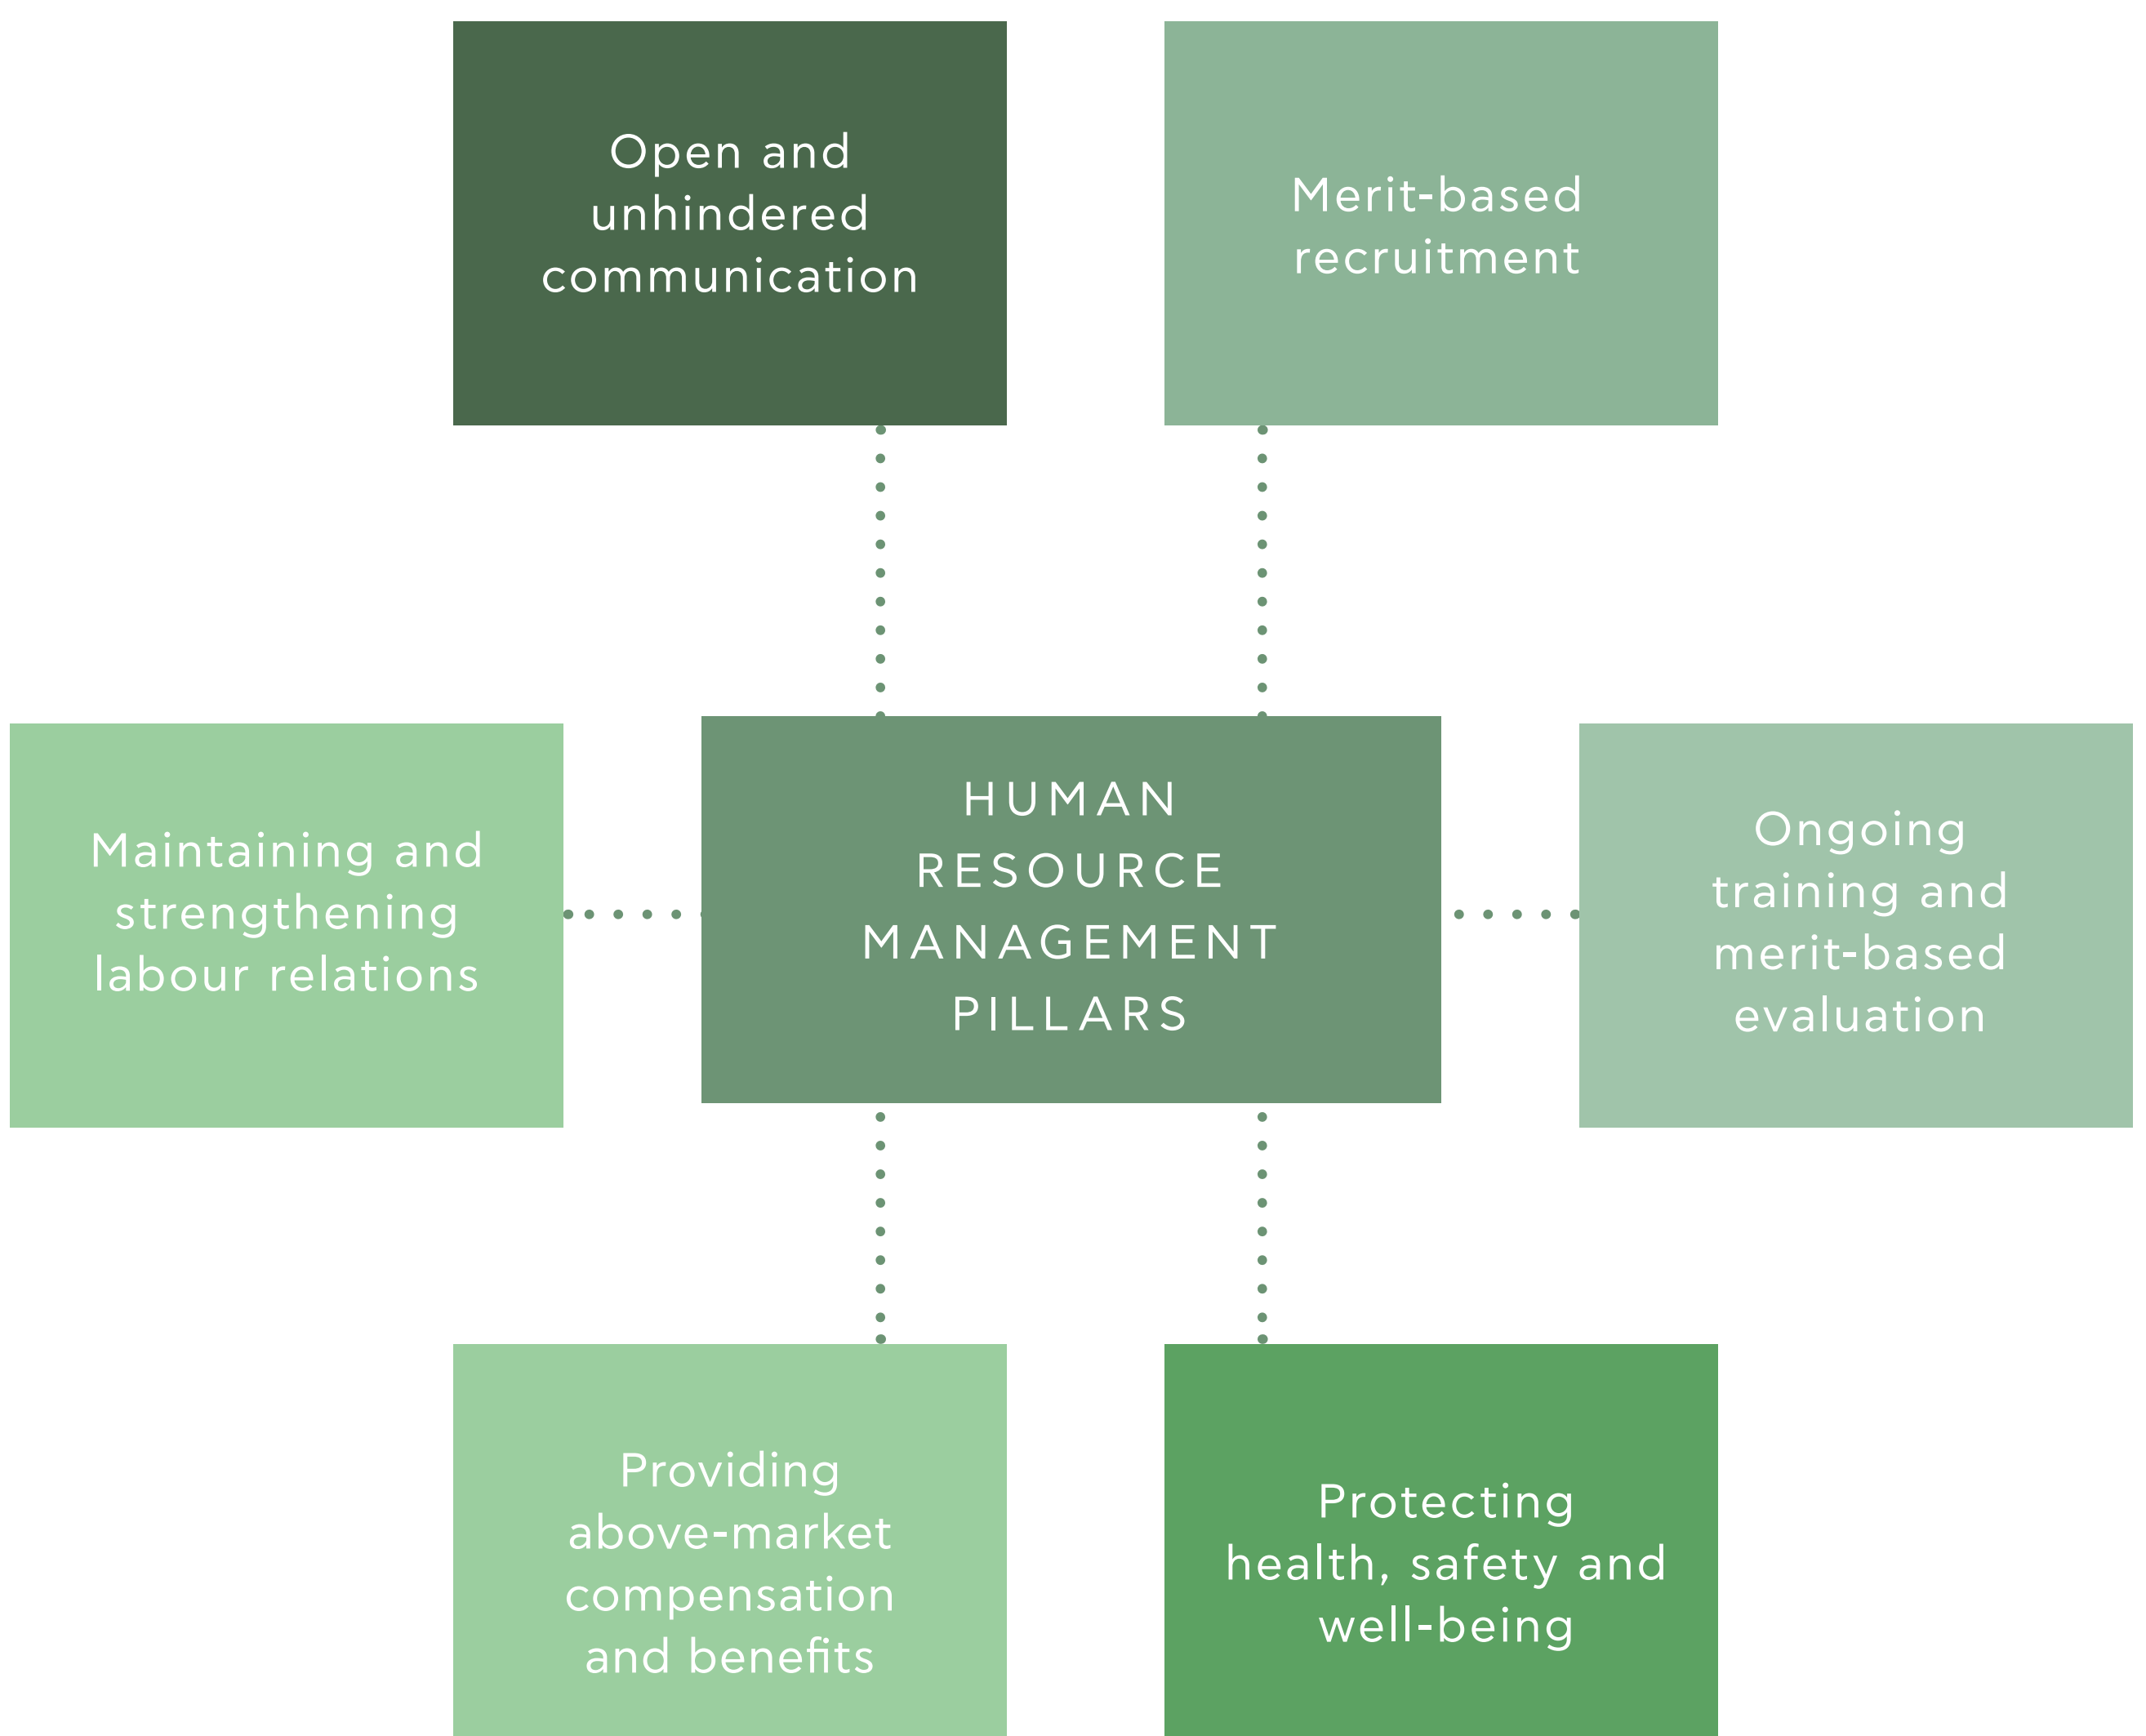 Open and
unhindered
communication
Merit-based
recruitment
Maintaining and
strengthening
labour relations
HUMAN
RESOURCE
MANAGEMENT
PILLARS
Ongoing
training and
merit-based
evaluation
Providing
above-market
compensation
and benefits
Protecting
health, safety and
well-being